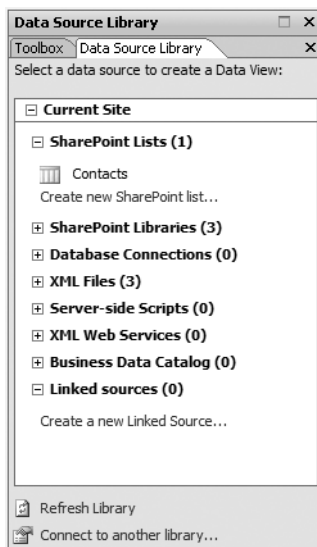 Data Source Library
Toolbox Data Source Library
Select a data source to create a Data View:
Current Site
SharePoint Lists (1)
Contacts
Create new SharePoint list...
SharePoint Libraries (3)
Database Connections (0)
XML Files (3)
Server-side Scripts (0)
XML Web Services (0)
Business Data Catalog (0)
Linked sources (0)
Create a new Linked Source...
Refresh Library
Connect to another library...